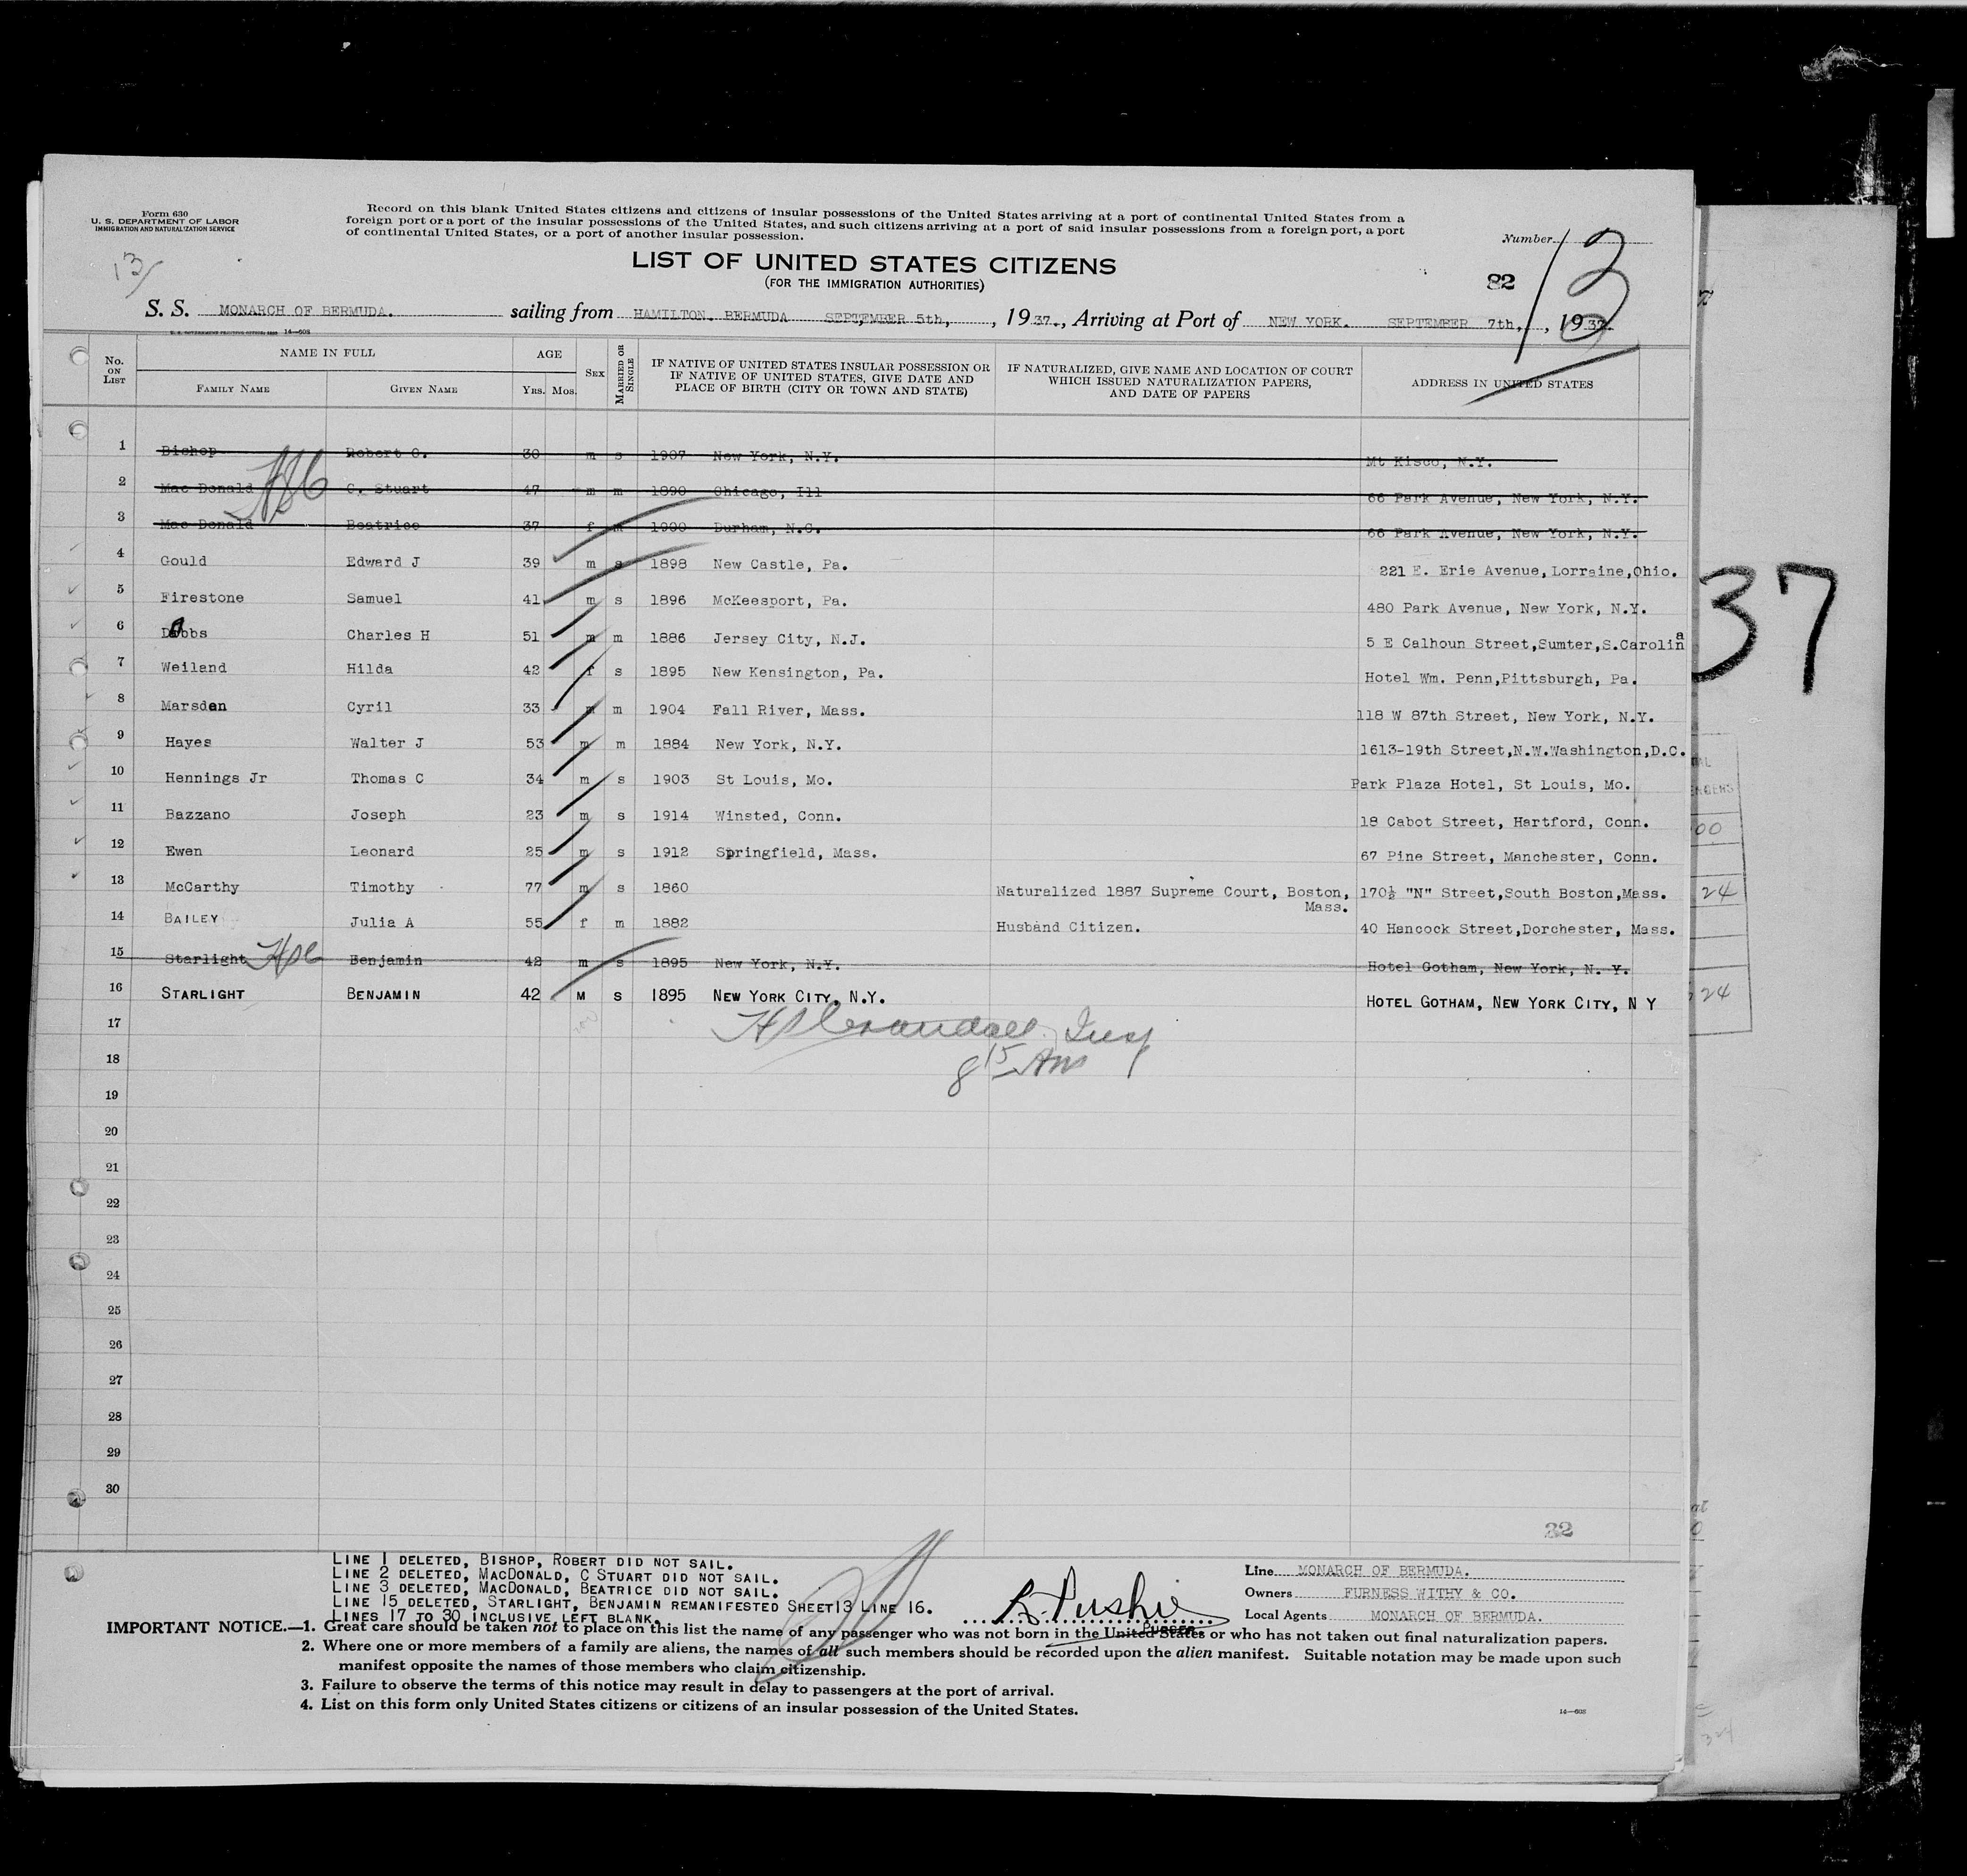 Form 630
U. S. DEPARTMENT OF LABOR
IMMIGRATION AND NATURALIZATION SERVICE
Record on this blank United States citizens and citizens of insular possessions of the United States arriving at a port of continental United States from a
foreign port or a port of the insular possessions of the United States, and such citizens arriving at a port of said insular possessions from a foreign port, a port
of continental United States, or a port of another insular possession.
Number 13
13
LIST OF UNITED STATES CITIZENS
(FOR THE IMMIGRATION AUTHORITIES)
82
S. S. MONARCH OF BERMUDA. sailing from HAMILTON. BERMUDA SEPTEMBER 5th, , 1937., Arriving at Port of NEW YORK. SEPTEMBER 7th, , 1937.
14—608
No. ON LIST NAME IN FULL FAMILY NAME GIVEN NAME AGE YRS. MOS. SEX MARRIED OR SINGLE IF NATIVE OF UNITED STATES INSULAR POSSESSION OR IF NATIVE OF UNITED STATES, GIVE DATE AND PLACE OF BIRTH (CITY OR TOWN AND STATE) IF NATURALIZED, GIVE NAME AND LOCATION OF COURT WHICH ISSUED NATURALIZATION PAPERS, AND DATE OF PAPERS ADDRESS IN UNITED STATES
1 Bishop Robert C. 30 m s 1907 New York, N.Y. Mt Kisco, N.Y.
2 Mac Donald C. Stuart 47 m m 1890 Chicago, Ill 66 Park Avenue, New York, N.Y.
3 Mac Donald Beatrice 37 f m 1900 Durham, N.C. 66 Park Avenue, New York, N.Y.
4 Gould Edward J 39 m s 1898 New Castle, Pa. 221 E. Erie Avenue, Lorraine,Ohio.
5 Firestone Samuel 41 m s 1896 McKeesport, Pa. 480 Park Avenue, New York, N.Y.
6 Dobbs Charles H 51 m m 1886 Jersey City, N.J. 5 E Calhoun Street,Sumter,S.Carolina
7 Weiland Hilda 42 f s 1895 New Kensington, Pa. Hotel Wm. Penn,Pittsburgh, Pa.
8 Marsden Cyril 33 m m 1904 Fall River, Mass. 118 W 87th Street, New York, N.Y.
9 Hayes Walter J 53 m m 1884 New York, N.Y. 1613-19th Street,N.W.Washington,D.C.
10 Hennings Jr Thomas C 34 m s 1903 St Louis, Mo. Park Plaza Hotel, St Louis, Mo.
11 Bazzano Joseph 23 m s 1914 Winsted, Conn. 18 Cabot Street, Hartford, Conn.
12 Ewen Leonard 25 m s 1912 Springfield, Mass. 67 Pine Street, Manchester, Conn.
13 McCarthy Timothy 77 m s 1860 Naturalized 1887 Supreme Court, Boston, Mass. 170½ "N" Street,South Boston,Mass.
14 BAILEY Julia A 55 f m 1882 Husband Citizen. 40 Hancock Street,Dorchester, Mass.
15 Starlight Benjamin 42 m s 1895 New York, N.Y. Hotel Gotham, New York, N. Y.
16 STARLIGHT BENJAMIN 42 M S 1895 NEW YORK CITY, N.Y. HOTEL GOTHAM, NEW YORK CITY, N Y
17
18 8 15 Am
19
20
21
22
23
24
25
26
27
28
29
30
32
LINE 1 DELETED, BISHOP, ROBERT DID NOT SAIL.
LINE 2 DELETED, MACDONALD, C STUART DID NOT SAIL.
LINE 3 DELETED, MACDONALD, BEATRICE DID NOT SAIL.
LINE 15 DELETED, STARLIGHT, BENJAMIN REMANIFESTED SHEET13 LINE 16.
LINES 17 TO 30 INCLUSIVE LEFT BLANK.
PURSER
Line MONARCH OF BERMUDA.
Owners FURNESS WITHY & CO.
Local Agents MONARCH OF BERMUDA.
IMPORTANT NOTICE.—1. Great care should be taken not to place on this list the name of any passenger who was not born in the United States or who has not taken out final naturalization papers.
2. Where one or more members of a family are aliens, the names of all such members should be recorded upon the alien manifest. Suitable notation may be made upon such
manifest opposite the names of those members who claim citizenship.
3. Failure to observe the terms of this notice may result in delay to passengers at the port of arrival.
4. List on this form only United States citizens or citizens of an insular possession of the United States.
14—608
37
00
24
24